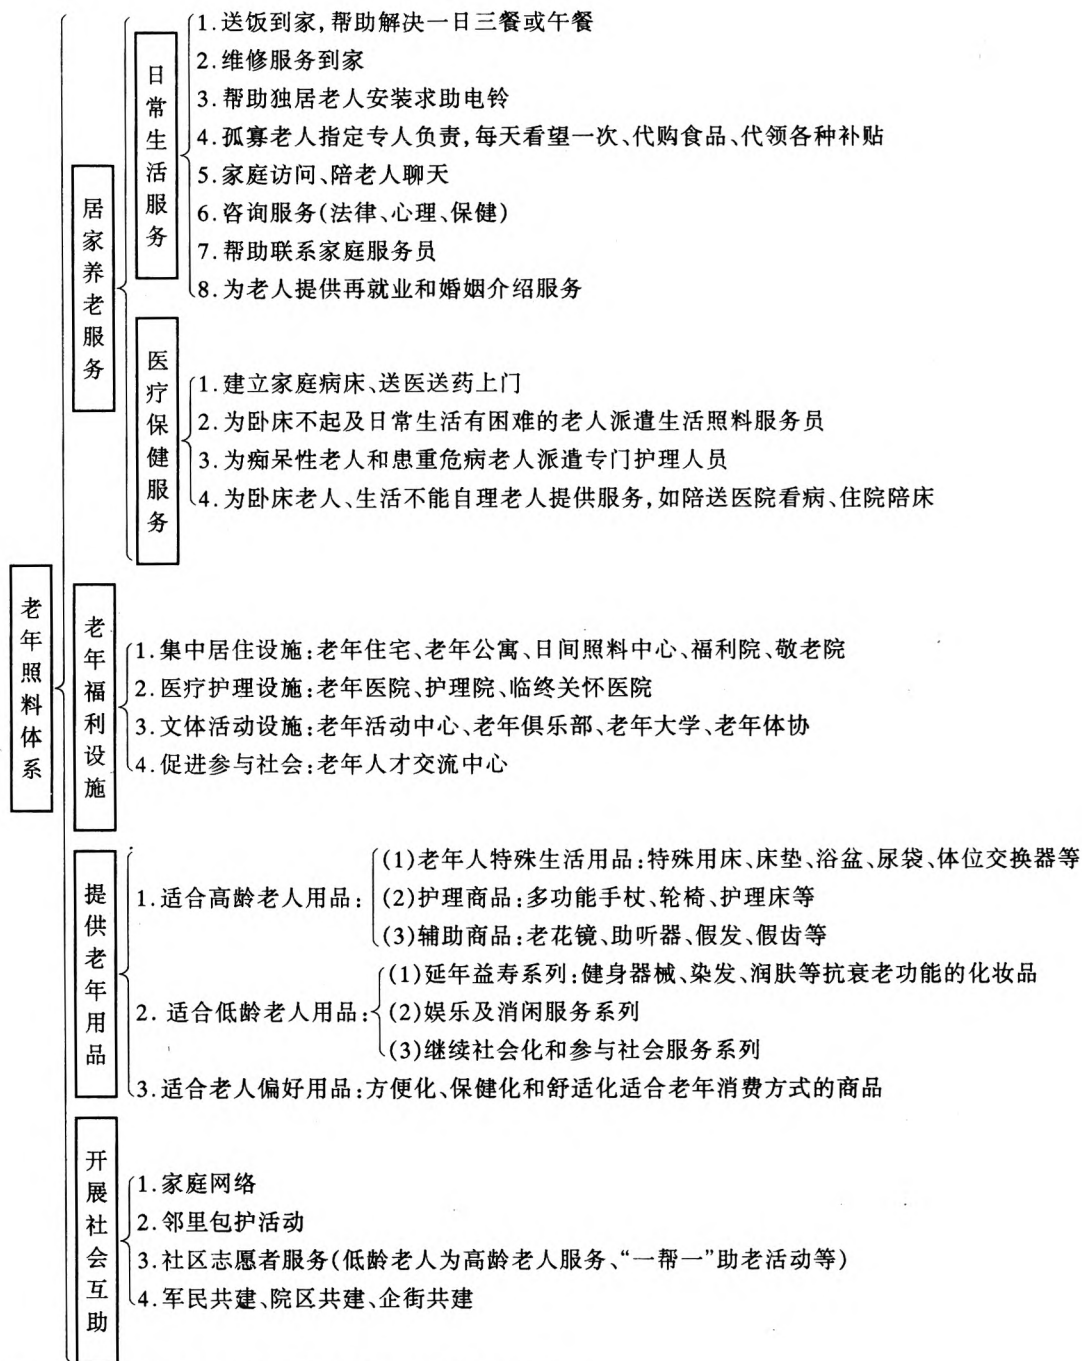 老年照料体系
居家养老服务
日常生活服务
1.送饭到家,帮助解决一日三餐或午餐
2.维修服务到家
3.帮助独居老人安装求助电铃
4.孤寡老人指定专人负责,每天看望一次、代购食品、代领各种补贴
5.家庭访问、陪老人聊天
6.咨询服务(法律、心理、保健)
7.帮助联系家庭服务员
8.为老人提供再就业和婚姻介绍服务
医疗保健服务
1.建立家庭病床、送医送药上门
2.为卧床不起及日常生活有困难的老人派遣生活照料服务员
3.为痴呆性老人和患重危病老人派遣专门护理人员
4.为卧床老人、生活不能自理老人提供服务,如陪送医院看病、住院陪床
老年福利设施
1.集中居住设施:老年住宅、老年公寓、日间照料中心、福利院、敬老院
2.医疗护理设施:老年医院、护理院、临终关怀医院
3.文体活动设施:老年活动中心、老年俱乐部、老年大学、老年体协
4.促进参与社会:老年人才交流中心
提供老年用品
1.适合高龄老人用品:
(1)老年人特殊生活用品:特殊用床、床垫、浴盆、尿袋、体位交换器等
(2)护理商品:多功能手杖、轮椅、护理床等
(3)辅助商品:老花镜、助听器、假发、假齿等
2. 适合低龄老人用品:
(1)延年益寿系列:健身器械、染发、润肤等抗衰老功能的化妆品
(2)娱乐及消闲服务系列
(3)继续社会化和参与社会服务系列
3.适合老人偏好用品:方便化、保健化和舒适化适合老年消费方式的商品
开展社会互助
1.家庭网络
2.邻里包护活动
3.社区志愿者服务(低龄老人为高龄老人服务、“一帮一”助老活动等)
4.军民共建、院区共建、企街共建